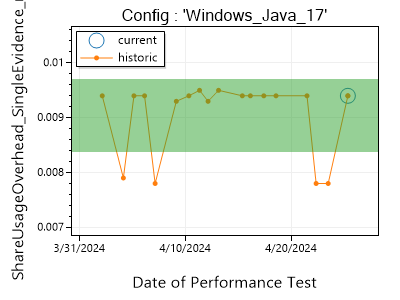 Config : 'Windows_Java_17'
ShareUsageOverhead_SingleEvidence_
current
historic
0.01
0.009
0.008
0.007
3/31/2024
4/10/2024
4/20/2024
Date of Performance Test